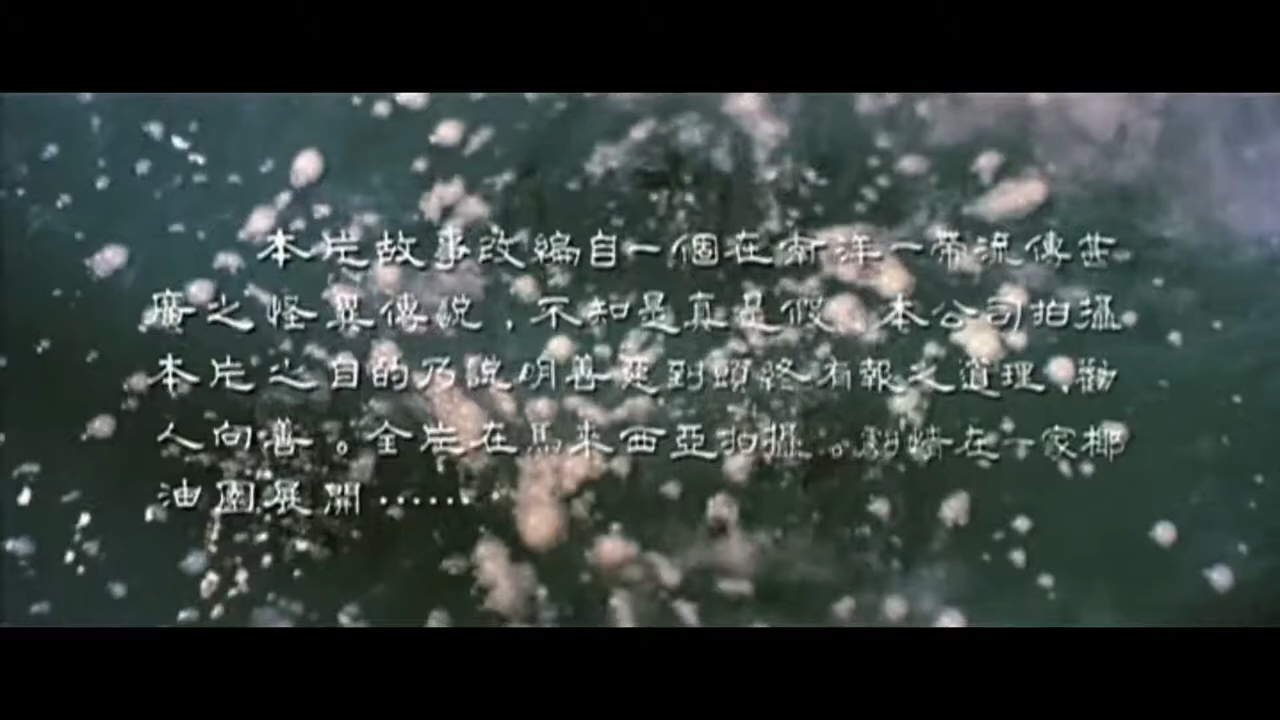 本片故事改編自一個在南洋一帶流傳甚
廣之怪異傳説，不知是真是假，本公司拍攝
本片之目的乃説明善惡到頭終有報之道理，勸
人向善。全片在馬來西亞拍攝。劇情在一家椰
油園展開⋯⋯